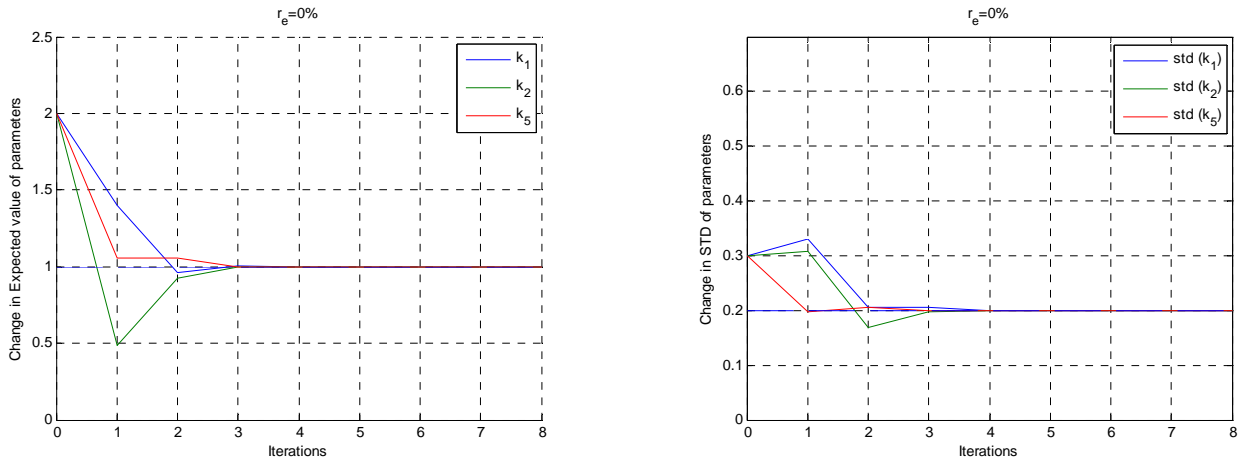 r_e=0%
2.5
2
1.5
1
0.5
0
0 1 2 3 4 5 6 7 8
Change in Expected value of parameters
Iterations
k_1
k_2
k_5
r_e=0%
0.6
0.5
0.4
0.3
0.2
0.1
0
0 1 2 3 4 5 6 7 8
Change in STD of parameters
Iterations
std (k_1)
std (k_2)
std (k_5)